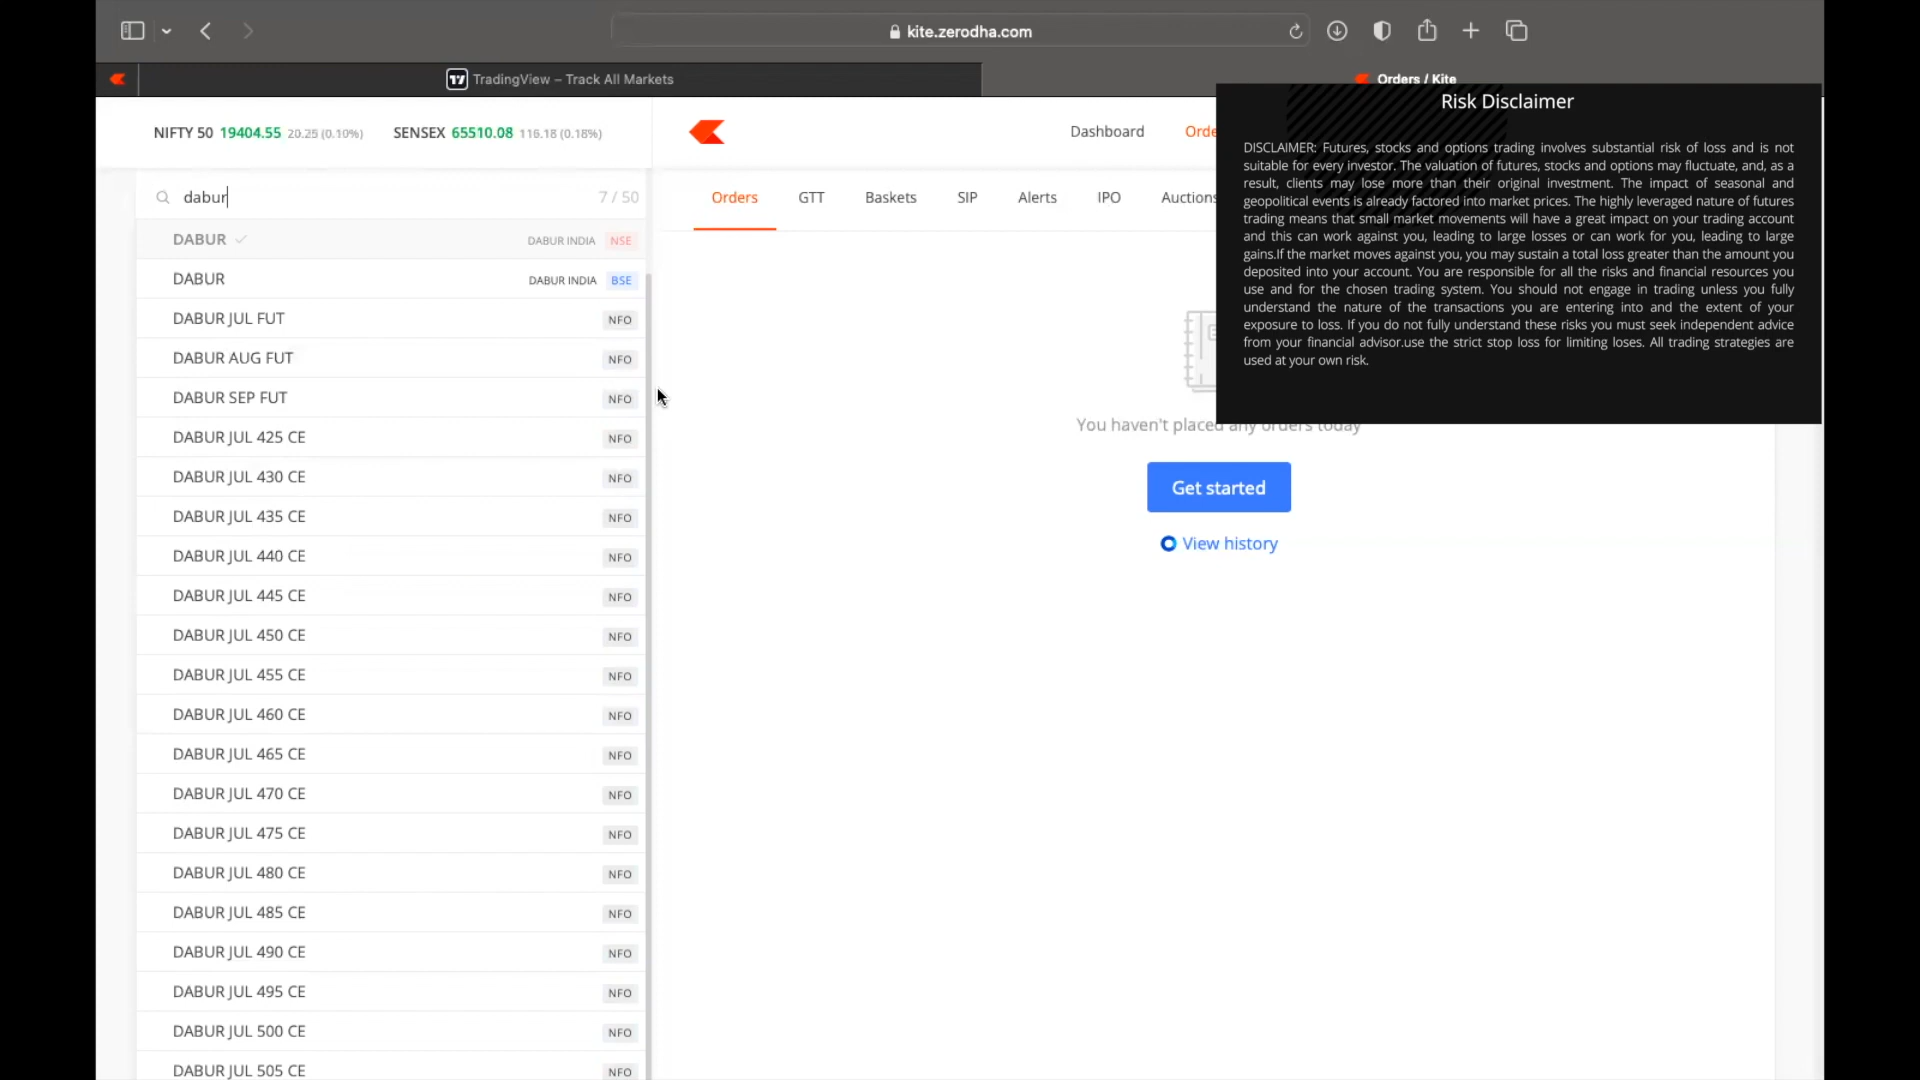 kite.zerodha.com
TradingView – Track All Markets
Orders / Kite
NIFTY 50 19404.55 20.25 (0.10%) SENSEX 65510.08 116.18 (0.18%)
Dashboard Orde
dabur 7 / 50
Orders GTT Baskets SIP Alerts IPO Auctions
DABUR DABUR INDIA NSE
DABUR DABUR INDIA BSE
DABUR JUL FUT NFO
DABUR AUG FUT NFO
DABUR SEP FUT NFO
DABUR JUL 425 CE NFO
DABUR JUL 430 CE NFO
DABUR JUL 435 CE NFO
DABUR JUL 440 CE NFO
DABUR JUL 445 CE NFO
DABUR JUL 450 CE NFO
DABUR JUL 455 CE NFO
DABUR JUL 460 CE NFO
DABUR JUL 465 CE NFO
DABUR JUL 470 CE NFO
DABUR JUL 475 CE NFO
DABUR JUL 480 CE NFO
DABUR JUL 485 CE NFO
DABUR JUL 490 CE NFO
DABUR JUL 495 CE NFO
DABUR JUL 500 CE NFO
DABUR JUL 505 CE NFO
You haven't placed any orders today
Get started
View history
Risk Disclaimer
DISCLAIMER: Futures, stocks and options trading involves substantial risk of loss and is not
suitable for every investor. The valuation of futures, stocks and options may fluctuate, and, as a
result, clients may lose more than their original investment. The impact of seasonal and
geopolitical events is already factored into market prices. The highly leveraged nature of futures
trading means that small market movements will have a great impact on your trading account
and this can work against you, leading to large losses or can work for you, leading to large
gains.If the market moves against you, you may sustain a total loss greater than the amount you
deposited into your account. You are responsible for all the risks and financial resources you
use and for the chosen trading system. You should not engage in trading unless you fully
understand the nature of the transactions you are entering into and the extent of your
exposure to loss. If you do not fully understand these risks you must seek independent advice
from your financial advisor.use the strict stop loss for limiting loses. All trading strategies are
used at your own risk.